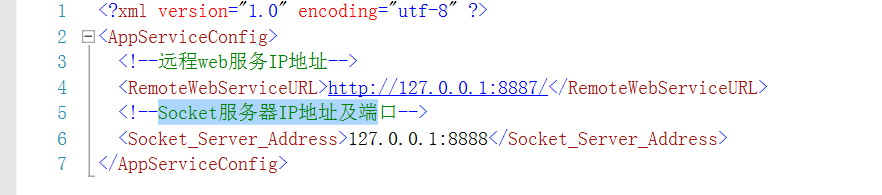 1 <?xml version="1.0" encoding="utf-8" ?>
2 <AppServiceConfig>
3 <!--远程web服务IP地址-->
4 <RemoteWebServiceURL>http://127.0.0.1:8887/</RemoteWebServiceURL>
5 <!--Socket服务器IP地址及端口-->
6 <Socket_Server_Address>127.0.0.1:8888</Socket_Server_Address>
7 </AppServiceConfig>